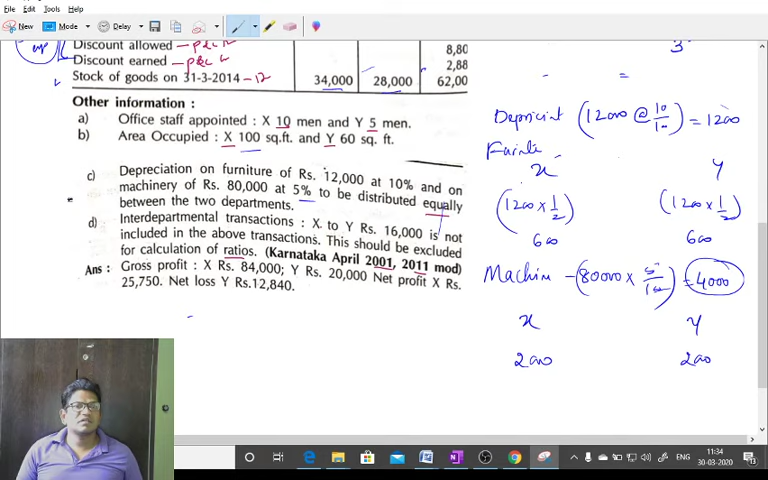 File View Tools Help
New Mode Delay
up
Discount allowed — P&L Dr 8,80
Discount earned — P&L Cr 2,88
Stock of goods on 31-3-2014 — 12 34,000 28,000 62,00
Other information :
a) Office staff appointed : X 10 men and Y 5 men.
b) Area Occupied : X 100 sq.ft. and Y 60 sq. ft.
c) Depreciation on furniture of Rs. 12,000 at 10% and on
machinery of Rs. 80,000 at 5% to be distributed equally
between the two departments.
d) Interdepartmental transactions : X to Y Rs. 16,000 is not
included in the above transactions. This should be excluded
for calculation of ratios. (Karnataka April 2001, 2011 mod)
Ans : Gross profit : X Rs. 84,000; Y Rs. 20,000 Net profit X Rs.
25,750. Net loss Y Rs.12,840.
3
=
Depreciat (12000 @ 10/100) = 1200
x y
(1200 x 1/2) (1200 x 1/2)
600 600
Machine - (80000 x 5/100) = 4000
x y
2000 2000
ENG 11:34
30-03-2020